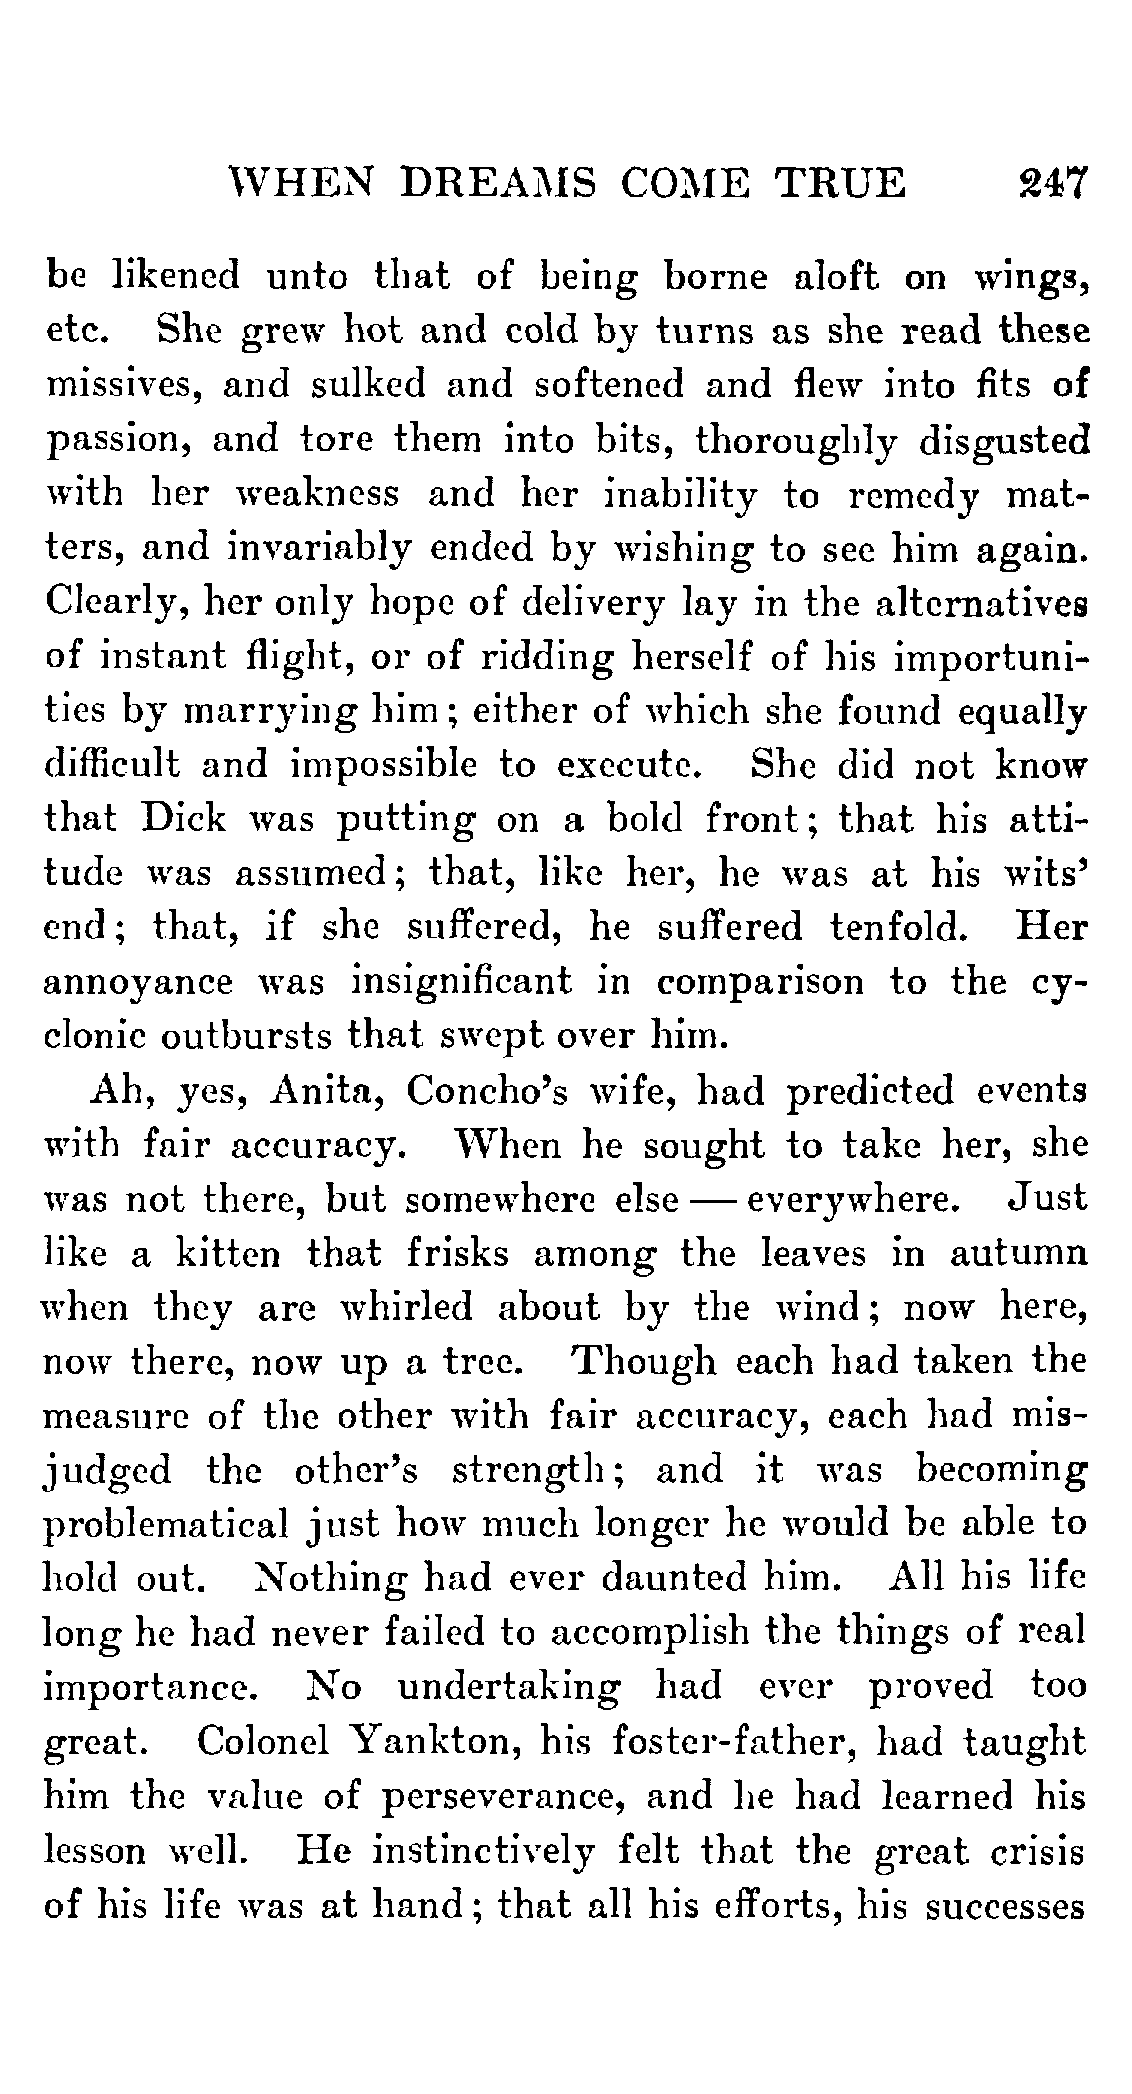 WHEN DREAMS COME TRUE 247
be likened unto that of being borne aloft on wings,
etc. She grew hot and cold by turns as she read these
missives, and sulked and softened and flew into fits of
passion, and tore them into bits, thoroughly disgusted
with her weakness and her inability to remedy mat-
ters, and invariably ended by wishing to see him again.
Clearly, her only hope of delivery lay in the alternatives
of instant flight, or of ridding herself of his importuni-
ties by marrying him; either of which she found equally
difficult and impossible to execute. She did not know
that Dick was putting on a bold front; that his atti-
tude was assumed; that, like her, he was at his wits'
end; that, if she suffered, he suffered tenfold. Her
annoyance was insignificant in comparison to the cy-
clonic outbursts that swept over him.
Ah, yes, Anita, Concho's wife, had predicted events
with fair accuracy. When he sought to take her, she
was not there, but somewhere else — everywhere. Just
like a kitten that frisks among the leaves in autumn
when they are whirled about by the wind; now here,
now there, now up a tree. Though each had taken the
measure of the other with fair accuracy, each had mis-
judged the other's strength; and it was becoming
problematical just how much longer he would be able to
hold out. Nothing had ever daunted him. All his life
long he had never failed to accomplish the things of real
importance. No undertaking had ever proved too
great. Colonel Yankton, his foster-father, had taught
him the value of perseverance, and he had learned his
lesson well. He instinctively felt that the great crisis
of his life was at hand; that all his efforts, his successes